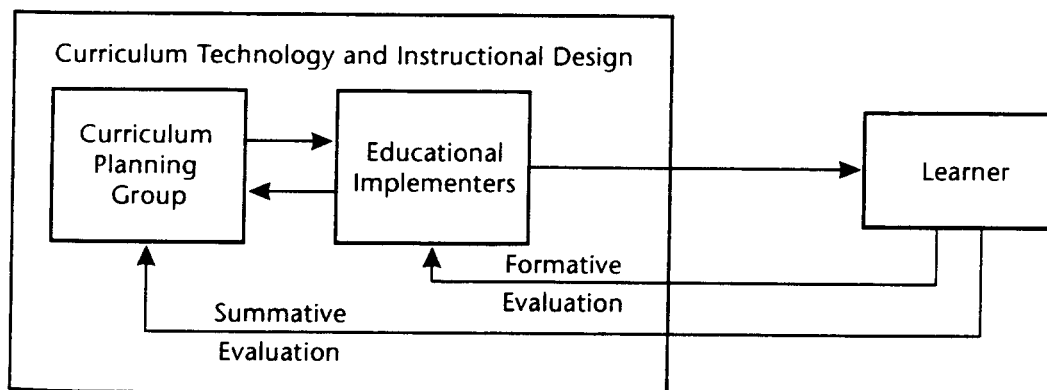 Curriculum Technology and Instructional Design
Curriculum
Planning
Group
Educational
Implementers
Learner
Formative
Evaluation
Summative
Evaluation